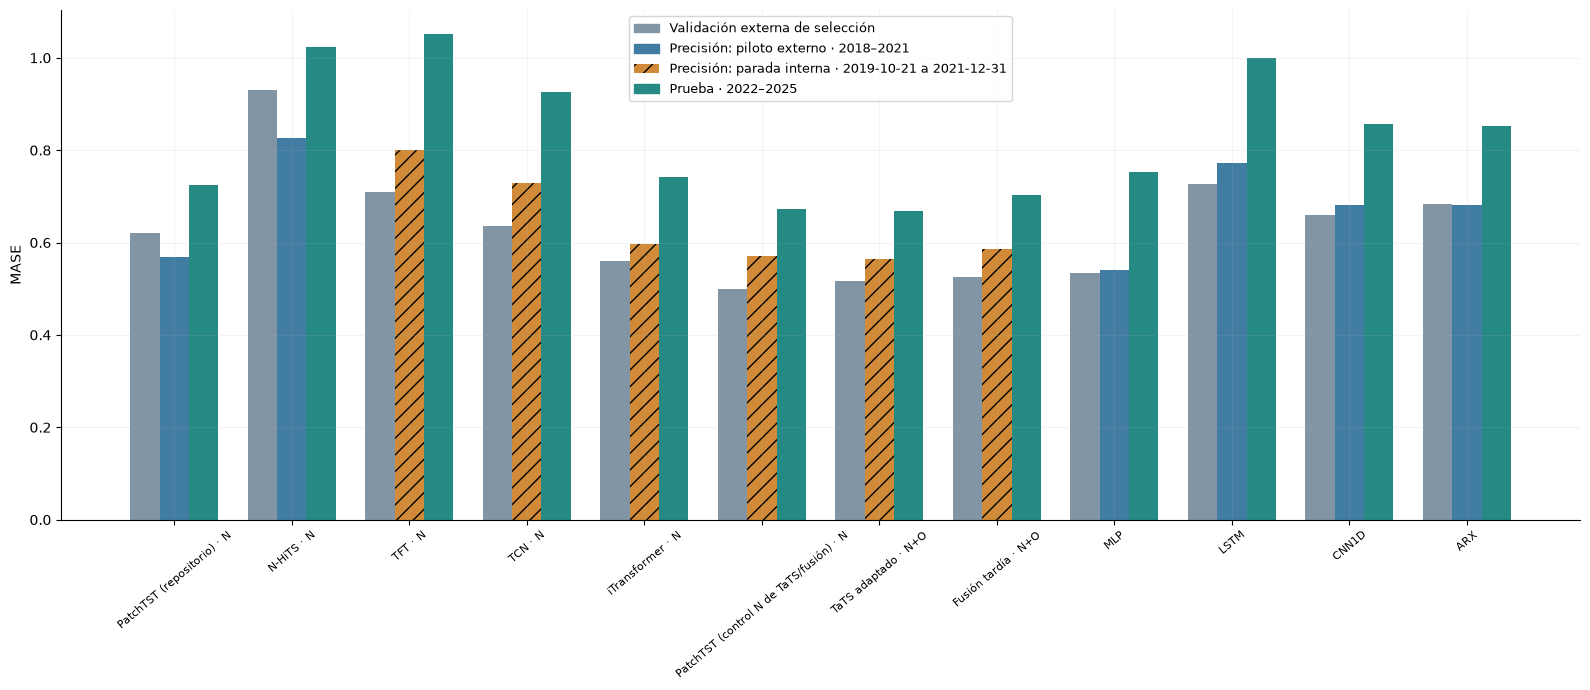 Validación externa de selección
Precisión: piloto externo · 2018–2021
Precisión: parada interna · 2019-10-21 a 2021-12-31
Prueba · 2022–2025
MASE
1.0
0.8
0.6
0.4
0.2
0.0
PatchTST (repositorio) · N
N-HiTS · N
TFT · N
TCN · N
iTransformer · N
PatchTST (control N de TaTS/fusión) · N
TaTS adaptado · N+O
Fusión tardía · N+O
MLP
LSTM
CNN1D
ARX